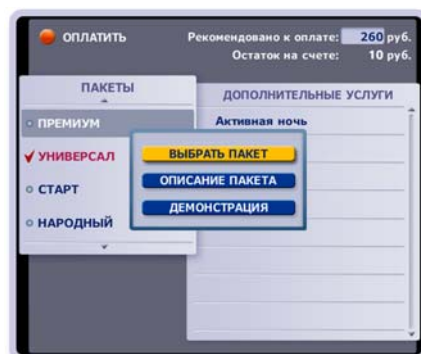 ОПЛАТИТЬ
Рекомендовано к оплате: 260 руб.
Остаток на счете: 10 руб.
ПАКЕТЫ
ДОПОЛНИТЕЛЬНЫЕ УСЛУГИ
ПРЕМИУМ
Активная ночь
УНИВЕРСАЛ
СТАРТ
НАРОДНЫЙ
ВЫБРАТЬ ПАКЕТ
ОПИСАНИЕ ПАКЕТА
ДЕМОНСТРАЦИЯ